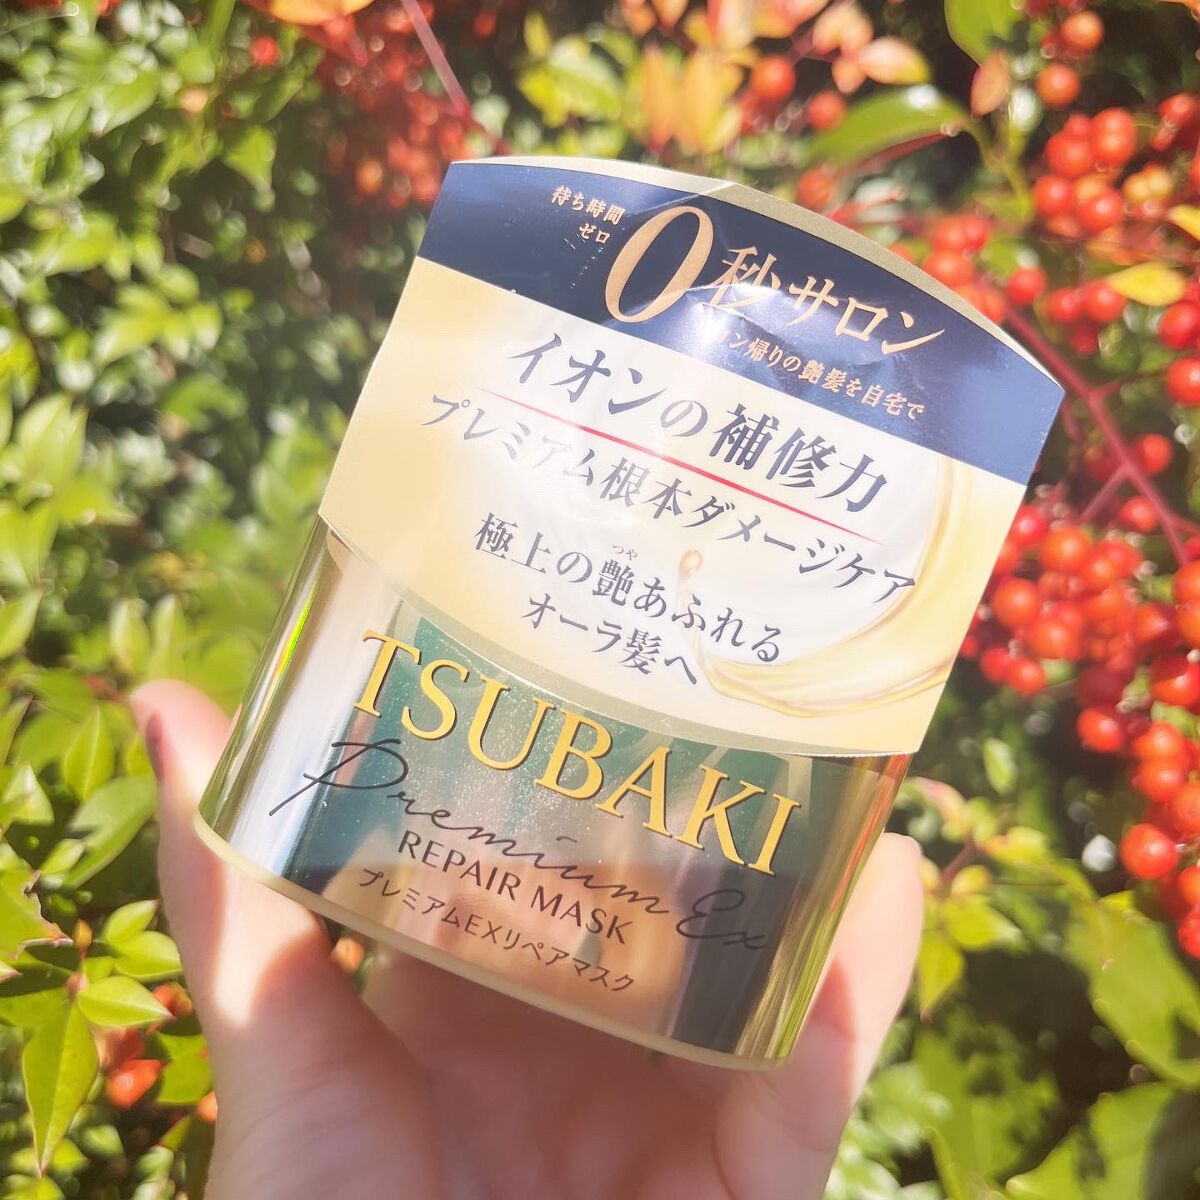 待ち時間
ゼロ
0秒サロン
ン帰りの艶髪を自宅で
イオンの補修力
プレミアム根本ダメージケア
つや
極上の艶あふれる
オーラ髪へ
TSUBAKI
Premium Ex
REPAIR MASK
プレミアムEXリペアマスク